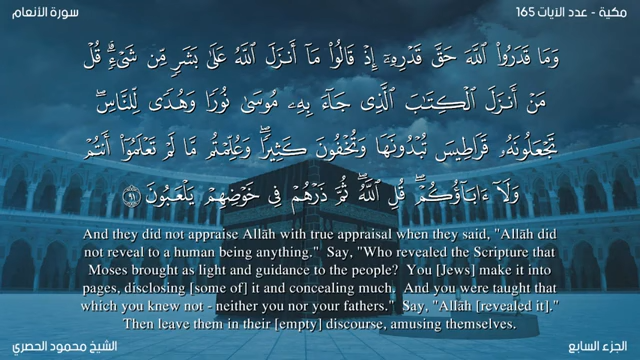 مكية - عدد الآيات 165
سورة الأنعام
وَمَا قَدَرُوا۟ ٱللَّهَ حَقَّ قَدْرِهِۦٓ إِذْ قَالُوا۟ مَآ أَنزَلَ ٱللَّهُ عَلَىٰ بَشَرٍ مِّن شَىْءٍ ۗ قُلْ
مَنْ أَنزَلَ ٱلْكِتَـٰبَ ٱلَّذِى جَآءَ بِهِۦ مُوسَىٰ نُورًا وَهُدًى لِّلنَّاسِ ۖ
تَجْعَلُونَهُۥ قَرَاطِيسَ تُبْدُونَهَا وَتُخْفُونَ كَثِيرًا ۖ وَعُلِّمْتُم مَّا لَمْ تَعْلَمُوٓا۟ أَنتُمْ
وَلَآ ءَابَآؤُكُمْ ۖ قُلِ ٱللَّهُ ۖ ثُمَّ ذَرْهُمْ فِى خَوْضِهِمْ يَلْعَبُونَ ٩١
And they did not appraise Allāh with true appraisal when they said, "Allāh did
not reveal to a human being anything." Say, "Who revealed the Scripture that
Moses brought as light and guidance to the people? You [Jews] make it into
pages, disclosing [some of] it and concealing much. And you were taught that
which you knew not - neither you nor your fathers." Say, "Allāh [revealed it]."
Then leave them in their [empty] discourse, amusing themselves.
الجزء السابع
الشيخ محمود الحصري